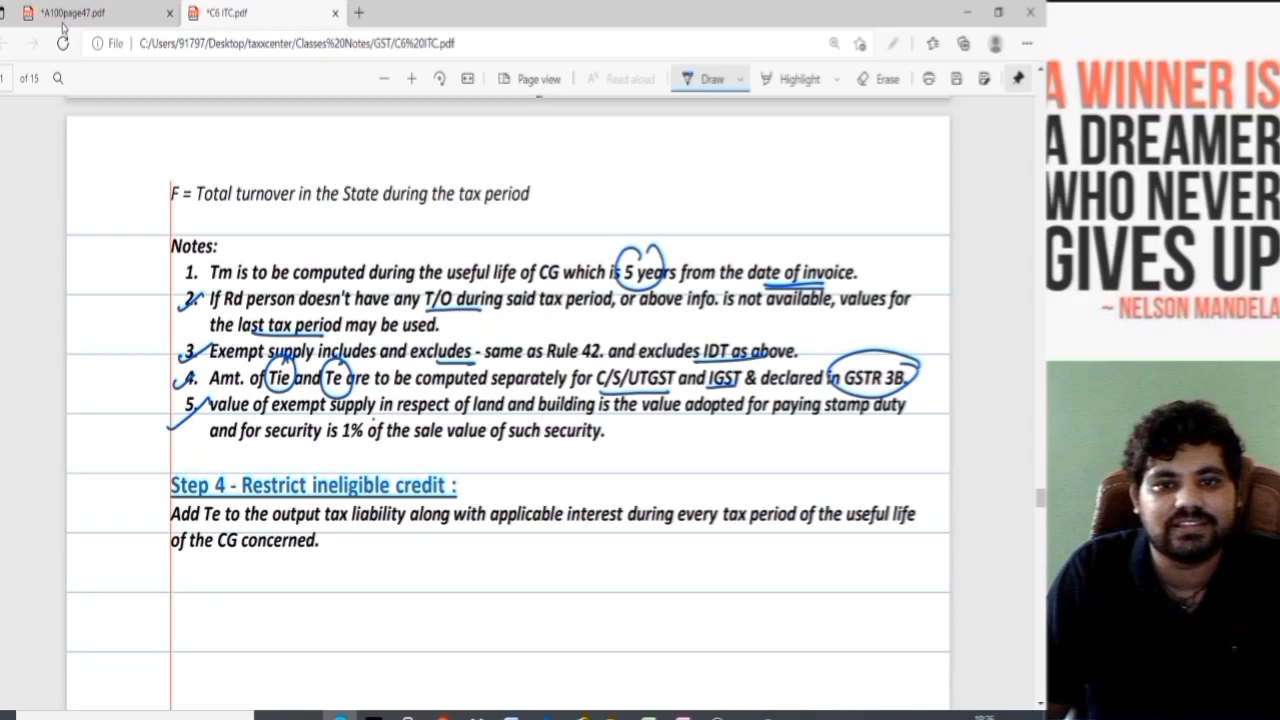 *A100page47.pdf
*C6 ITC.pdf
File | C:/Users/91797/Desktop/taxxcenter/Classes%20Notes/GST/C6%20ITC.pdf
1 of 15
Page view
Read aloud
Draw
Highlight
Erase
F = Total turnover in the State during the tax period
Notes:
1. Tm is to be computed during the useful life of CG which is 5 years from the date of invoice.
2. If Rd person doesn't have any T/O during said tax period, or above info. is not available, values for
the last tax period may be used.
3. Exempt supply includes and excludes - same as Rule 42. and excludes IDT as above.
4. Amt. of Tie and Te are to be computed separately for C/S/UTGST and IGST & declared in GSTR 3B.
5. value of exempt supply in respect of land and building is the value adopted for paying stamp duty
and for security is 1% of the sale value of such security.
Step 4 - Restrict ineligible credit :
Add Te to the output tax liability along with applicable interest during every tax period of the useful life
of the CG concerned.
A WINNER IS
A DREAMER
WHO NEVER
GIVES UP
~ NELSON MANDELA